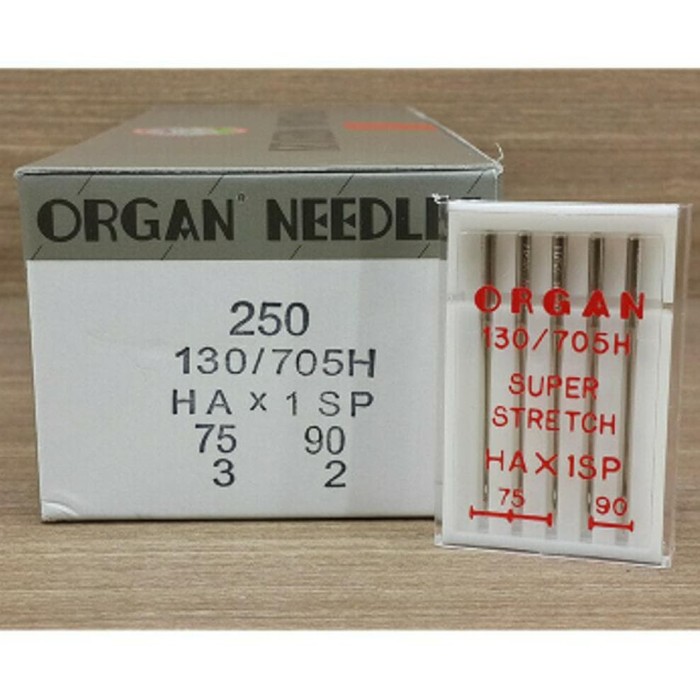 ORGAN® NEEDLE
250
130/705H
HA x 1 SP
75 90
3 2
ORGAN
130/705H
SUPER
STRETCH
HA X 1SP
75 90